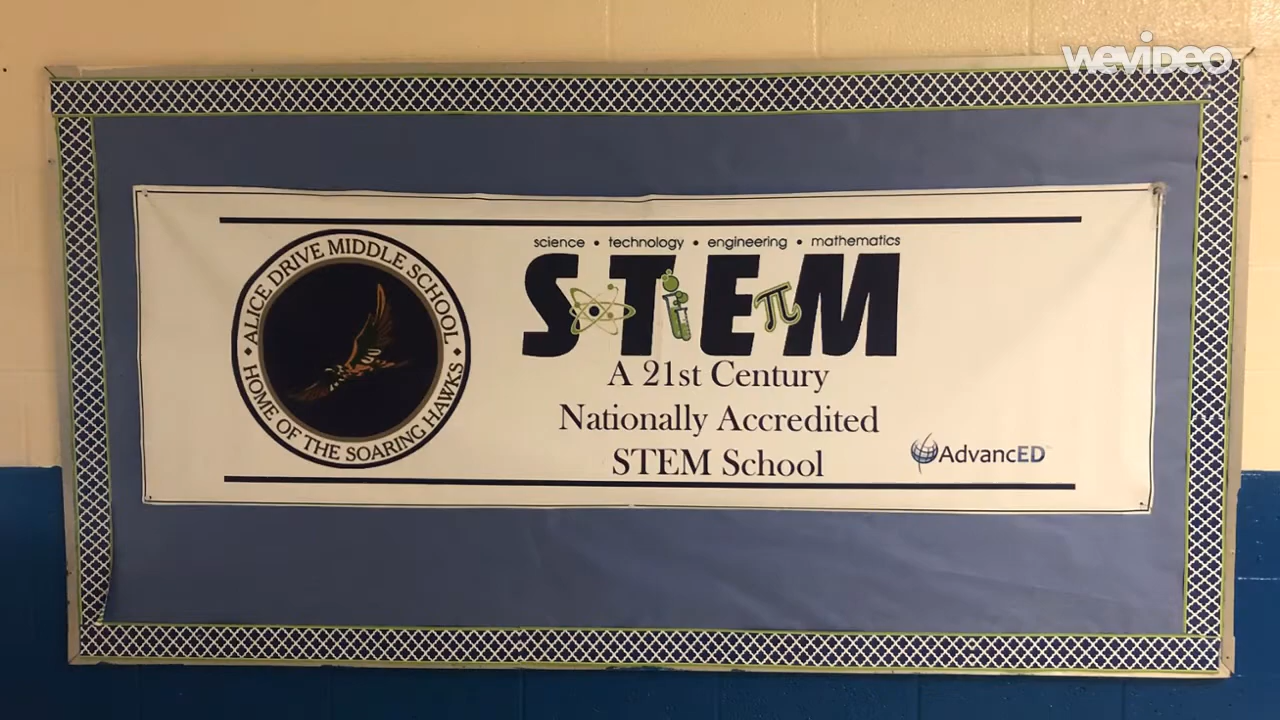 WEVIDEO
ALICE DRIVE MIDDLE SCHOOL
HOME OF THE SOARING HAWKS
science • technology • engineering • mathematics
STEM
π
A 21st Century
Nationally Accredited
STEM School
AdvancED™